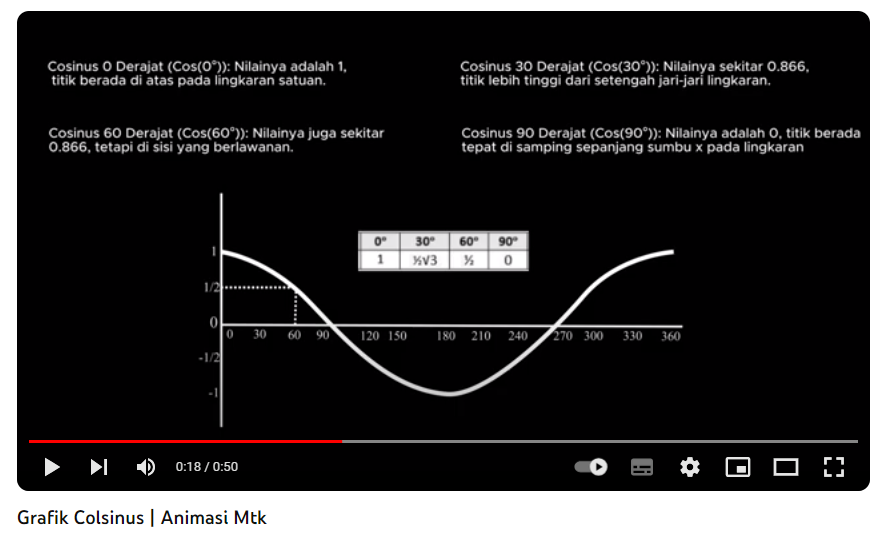 Cosinus 0 Derajat (Cos(0°)): Nilainya adalah 1,
titik berada di atas pada lingkaran satuan.
Cosinus 30 Derajat (Cos(30°)): Nilainya sekitar 0.866,
titik lebih tinggi dari setengah jari-jari lingkaran.
Cosinus 60 Derajat (Cos(60°)): Nilainya juga sekitar
0.866, tetapi di sisi yang berlawanan.
Cosinus 90 Derajat (Cos(90°)): Nilainya adalah 0, titik berada
tepat di samping sepanjang sumbu x pada lingkaran
0° 30° 60° 90°
1 ½√3 ½ 0
1
1/2
0
-1/2
-1
0 30 60 90 120 150 180 210 240 270 300 330 360
0:18 / 0:50
Grafik Colsinus | Animasi Mtk